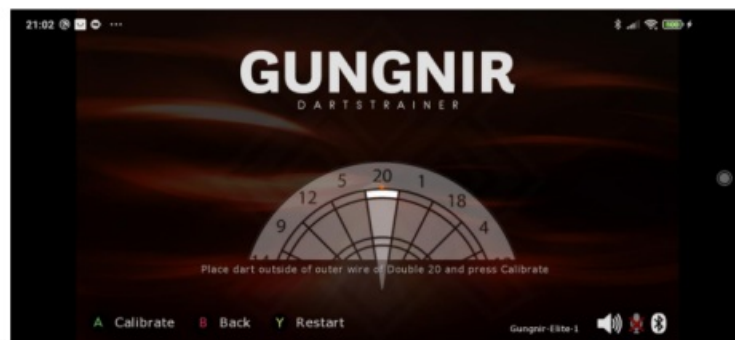 21:02
GUNGNIR
DARTSTRAINER
9 12 5 20 1 18 4
Place dart outside of outer wire of Double 20 and press Calibrate
A Calibrate B Back Y Restart
Gungnir-Elite-1